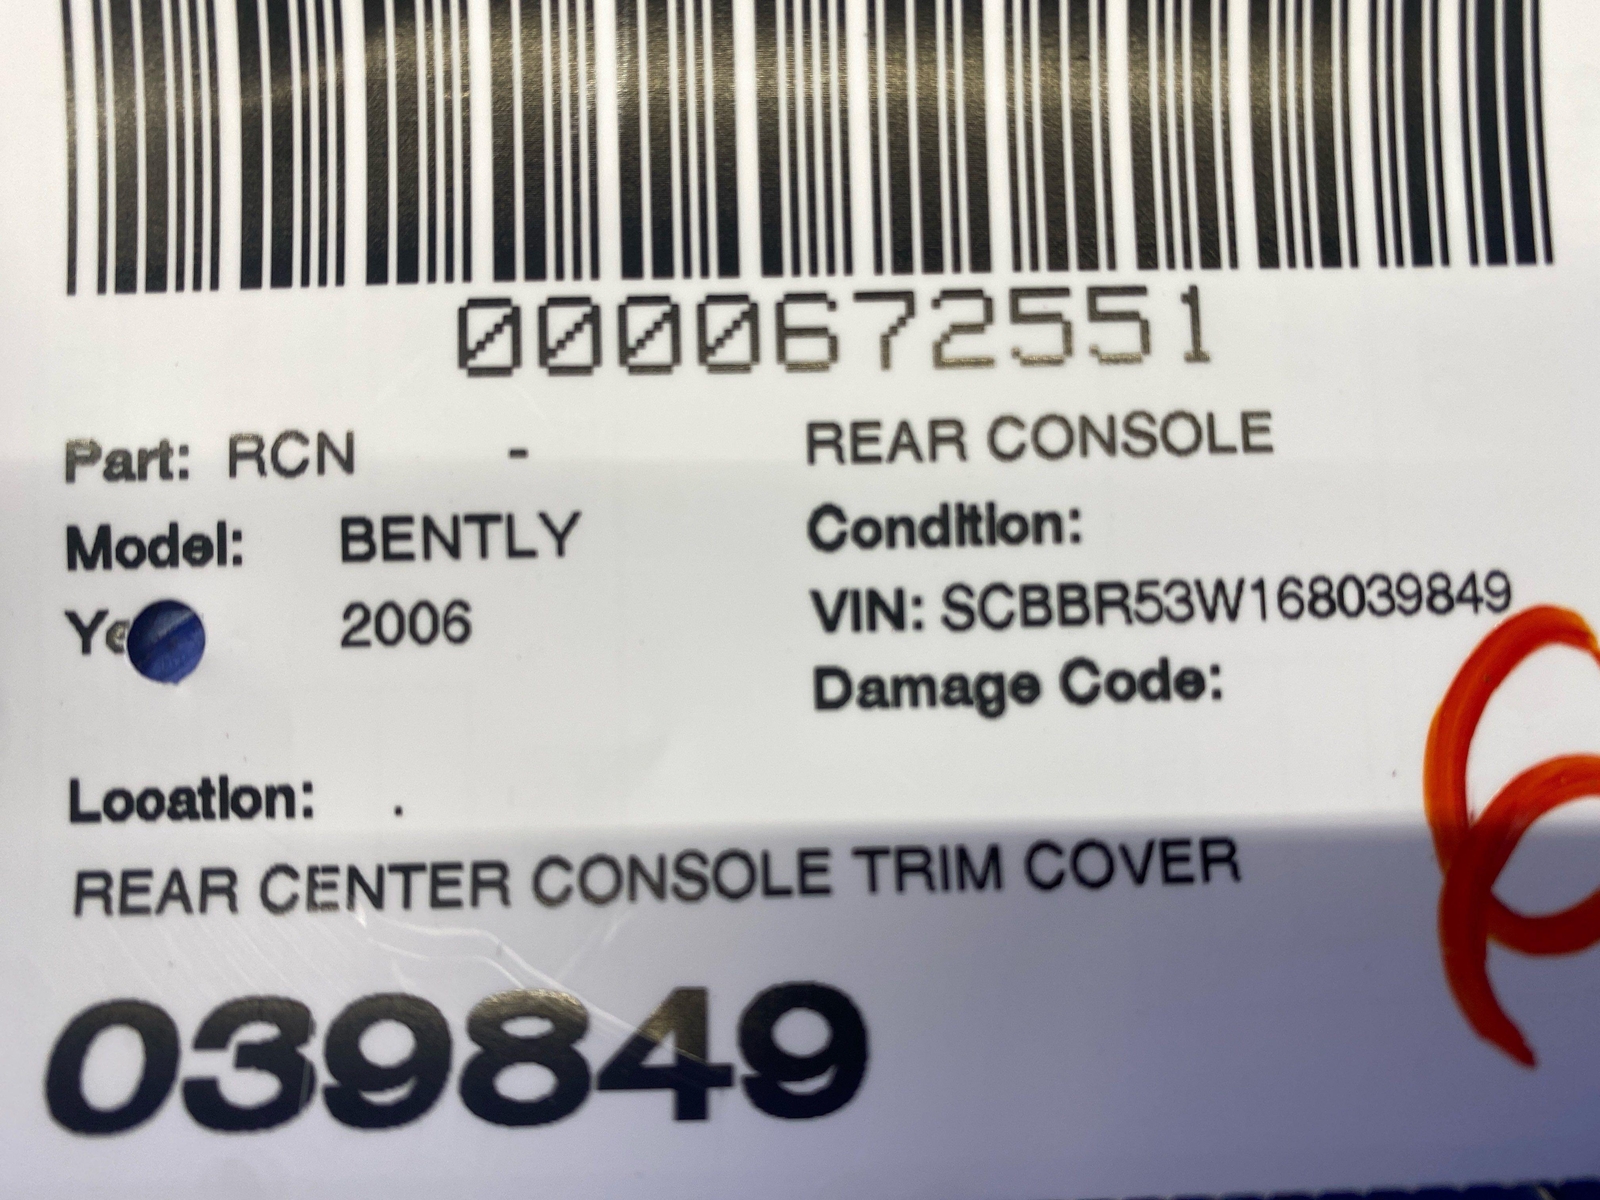 0000672551
Part: RCN - REAR CONSOLE
Model: BENTLY Condition:
2006 VIN: SCBBR53W168039849
Damage Code:
Location: .
REAR CENTER CONSOLE TRIM COVER
039849